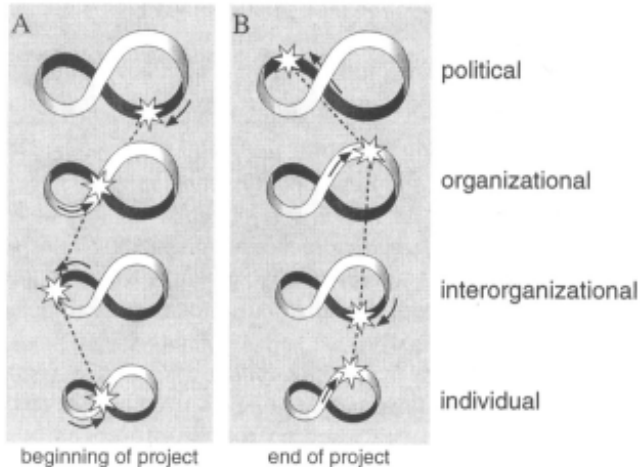 A
B
political
organizational
interorganizational
individual
beginning of project
end of project